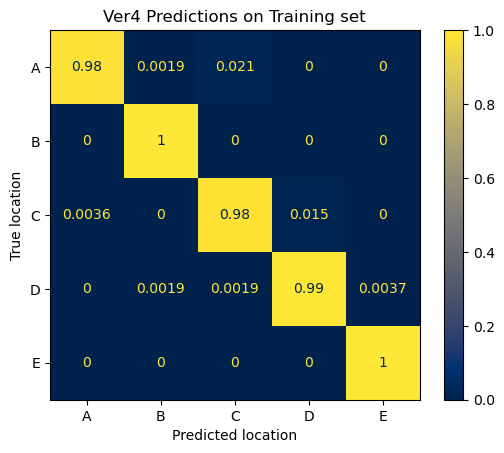 Ver4 Predictions on Training set
A 0.98 0.0019 0.021 0 0
B 0 1 0 0 0
C 0.0036 0 0.98 0.015 0
D 0 0.0019 0.0019 0.99 0.0037
E 0 0 0 0 1
A B C D E
Predicted location
True location
1.0
0.8
0.6
0.4
0.2
0.0